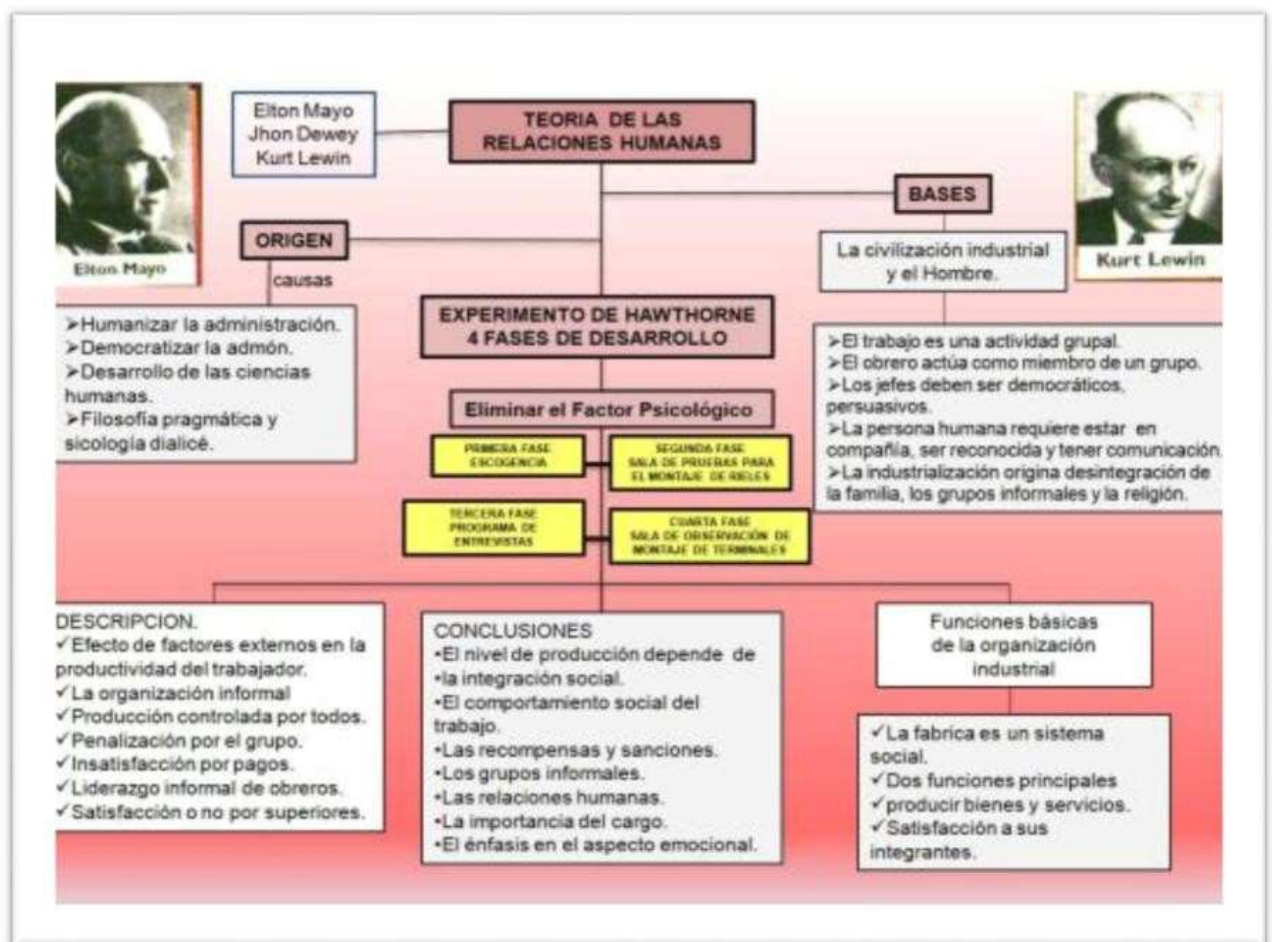 Elton Mayo
Jhon Dewey
Kurt Lewin
TEORIA DE LAS
RELACIONES HUMANAS
Elton Mayo
Kurt Lewin
ORIGEN
causas
➢Humanizar la administración.
➢Democratizar la admón.
➢Desarrollo de las ciencias
humanas.
➢Filosofía pragmática y
sicología dialicé.
BASES
La civilización industrial
y el Hombre.
➢El trabajo es una actividad grupal.
➢El obrero actúa como miembro de un grupo.
➢Los jefes deben ser democráticos,
persuasivos.
➢La persona humana requiere estar en
compañía, ser reconocida y tener comunicación.
➢La industrialización origina desintegración de
la familia, los grupos informales y la religión.
EXPERIMENTO DE HAWTHORNE
4 FASES DE DESARROLLO
Eliminar el Factor Psicológico
PRIMERA FASE
ESCOGENCIA
SEGUNDA FASE
SALA DE PRUEBAS PARA
EL MONTAJE DE RIELES
TERCERA FASE
PROGRAMA DE
ENTREVISTAS
CUARTA FASE
SALA DE OBSERVACIÓN DE
MONTAJE DE TERMINALES
DESCRIPCION.
✓Efecto de factores externos en la
productividad del trabajador.
✓La organización informal
✓Producción controlada por todos.
✓Penalización por el grupo.
✓Insatisfacción por pagos.
✓Liderazgo informal de obreros.
✓Satisfacción o no por superiores.
CONCLUSIONES
•El nivel de producción depende de
•la integración social.
•El comportamiento social del
trabajo.
•Las recompensas y sanciones.
•Los grupos informales.
•Las relaciones humanas.
•La importancia del cargo.
•El énfasis en el aspecto emocional.
Funciones básicas
de la organización
industrial
✓La fabrica es un sistema
social.
✓Dos funciones principales
✓producir bienes y servicios.
✓Satisfacción a sus
integrantes.